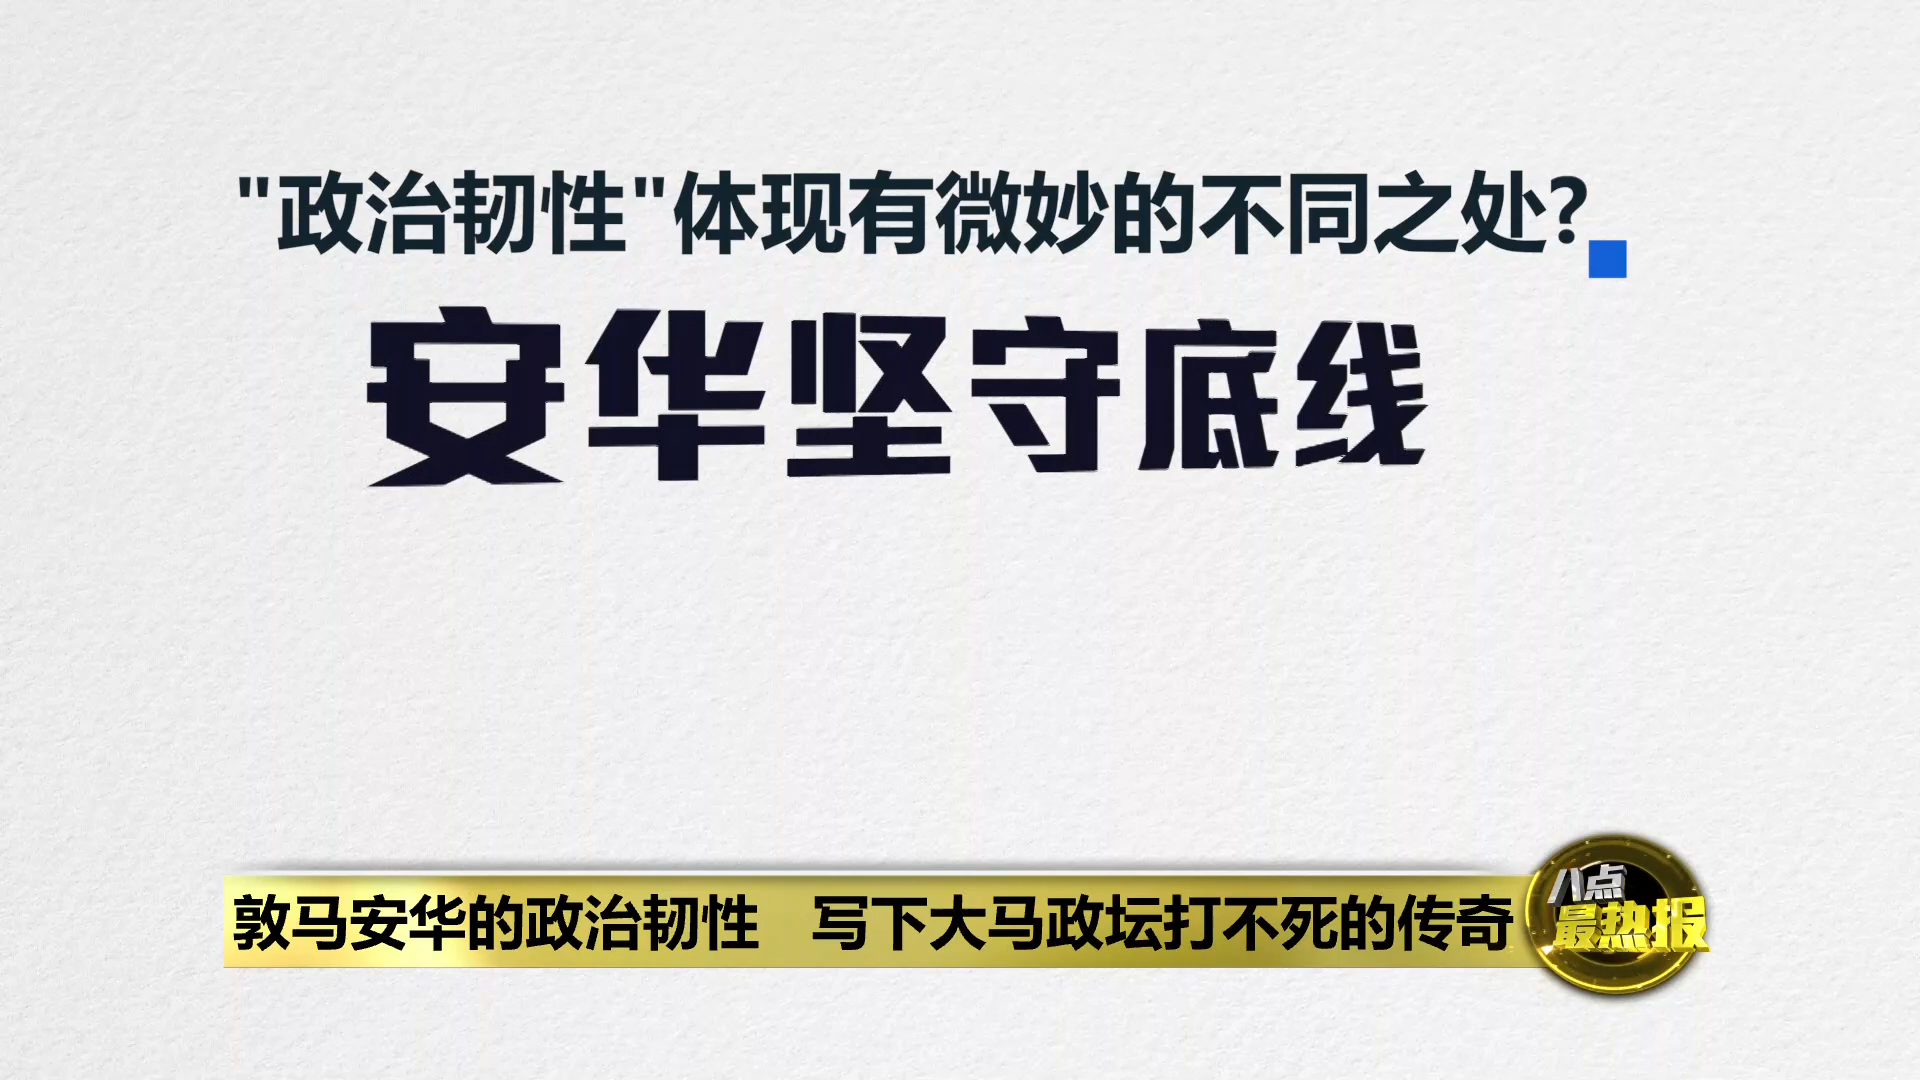 "政治韧性"体现有微妙的不同之处?
安华坚守底线
敦马安华的政治韧性 写下大马政坛打不死的传奇
八点
最热报